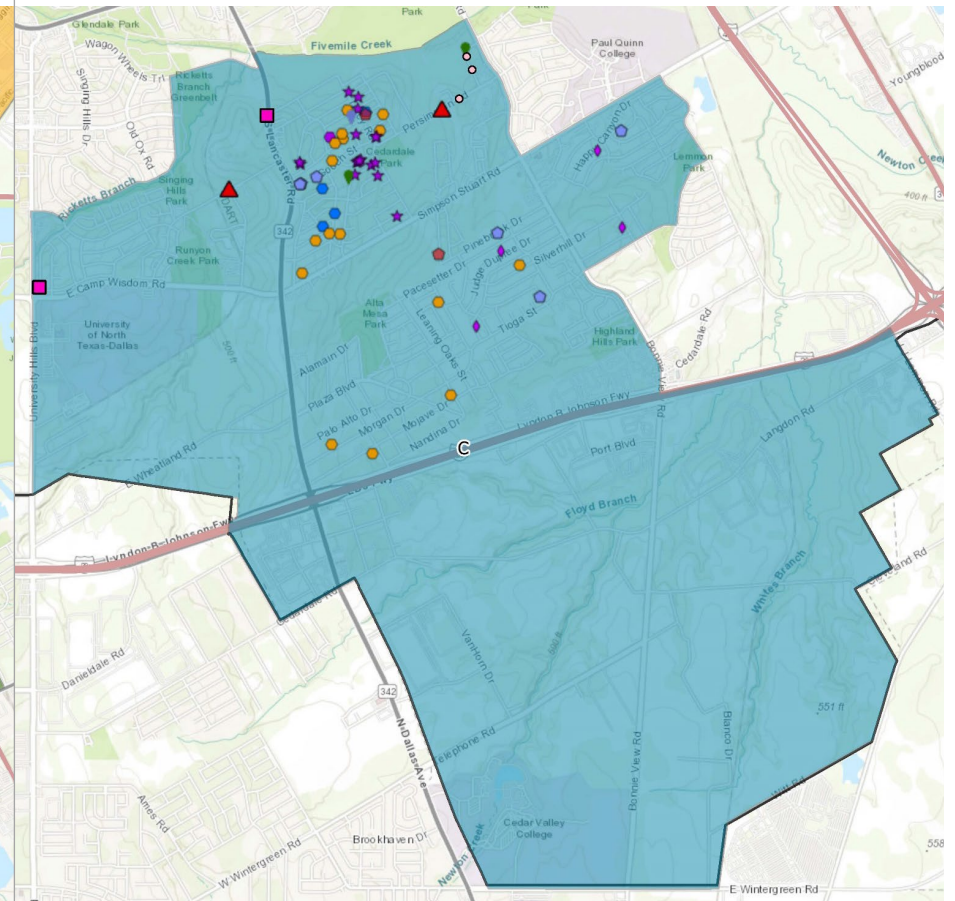 Glendale Park
Park
Park
Fivemile Creek
Paul Quinn
College
Wagon Wheels Trl
Youngblood
Ricketts
Branch
Greenbelt
Singing Hills Dr
Old Ox Rd
S Lancaster Rd
Cedardale
Park
Happy Canyon Dr
Lemmon
Park
Newton Creek
400 ft
Ricketts Branch
Singing
Hills
Park
DART
Simpson Stuart Rd
342
Pinebrook Dr
Runyon
Creek Park
Judge Dupree Dr
Silverhill Dr
Pacesetter Dr
E Camp Wisdom Rd
University
of North
Texas-Dallas
Alta
Mesa
Park
Tioga St
Leaning Oaks St
Highland
Hills Park
Cedardale Rd
Bonnie View Rd
University Hills Blvd
500 ft
Alamain Dr
Plaza Blvd
Palo Alto Dr
Morgan Dr
Mojave Dr
Nandina Dr
Lyndon B Johnson Fwy
Langdon Rd
C
Port Blvd
E Wheatland Rd
Floyd Branch
Lyndon-B-Johnson-Fwy
Whites Branch
Cleveland Rd
VanHorn Dr
Danieldale Rd
342
N-Dallas-Ave
551 ft
Telephone Rd
Bonnie View Rd
Blanco Dr
Witt Rd
Ames Rd
Brookhaven Dr
Cedar Valley
College
Newton Creek
W Wintergreen Rd
558
E Wintergreen Rd